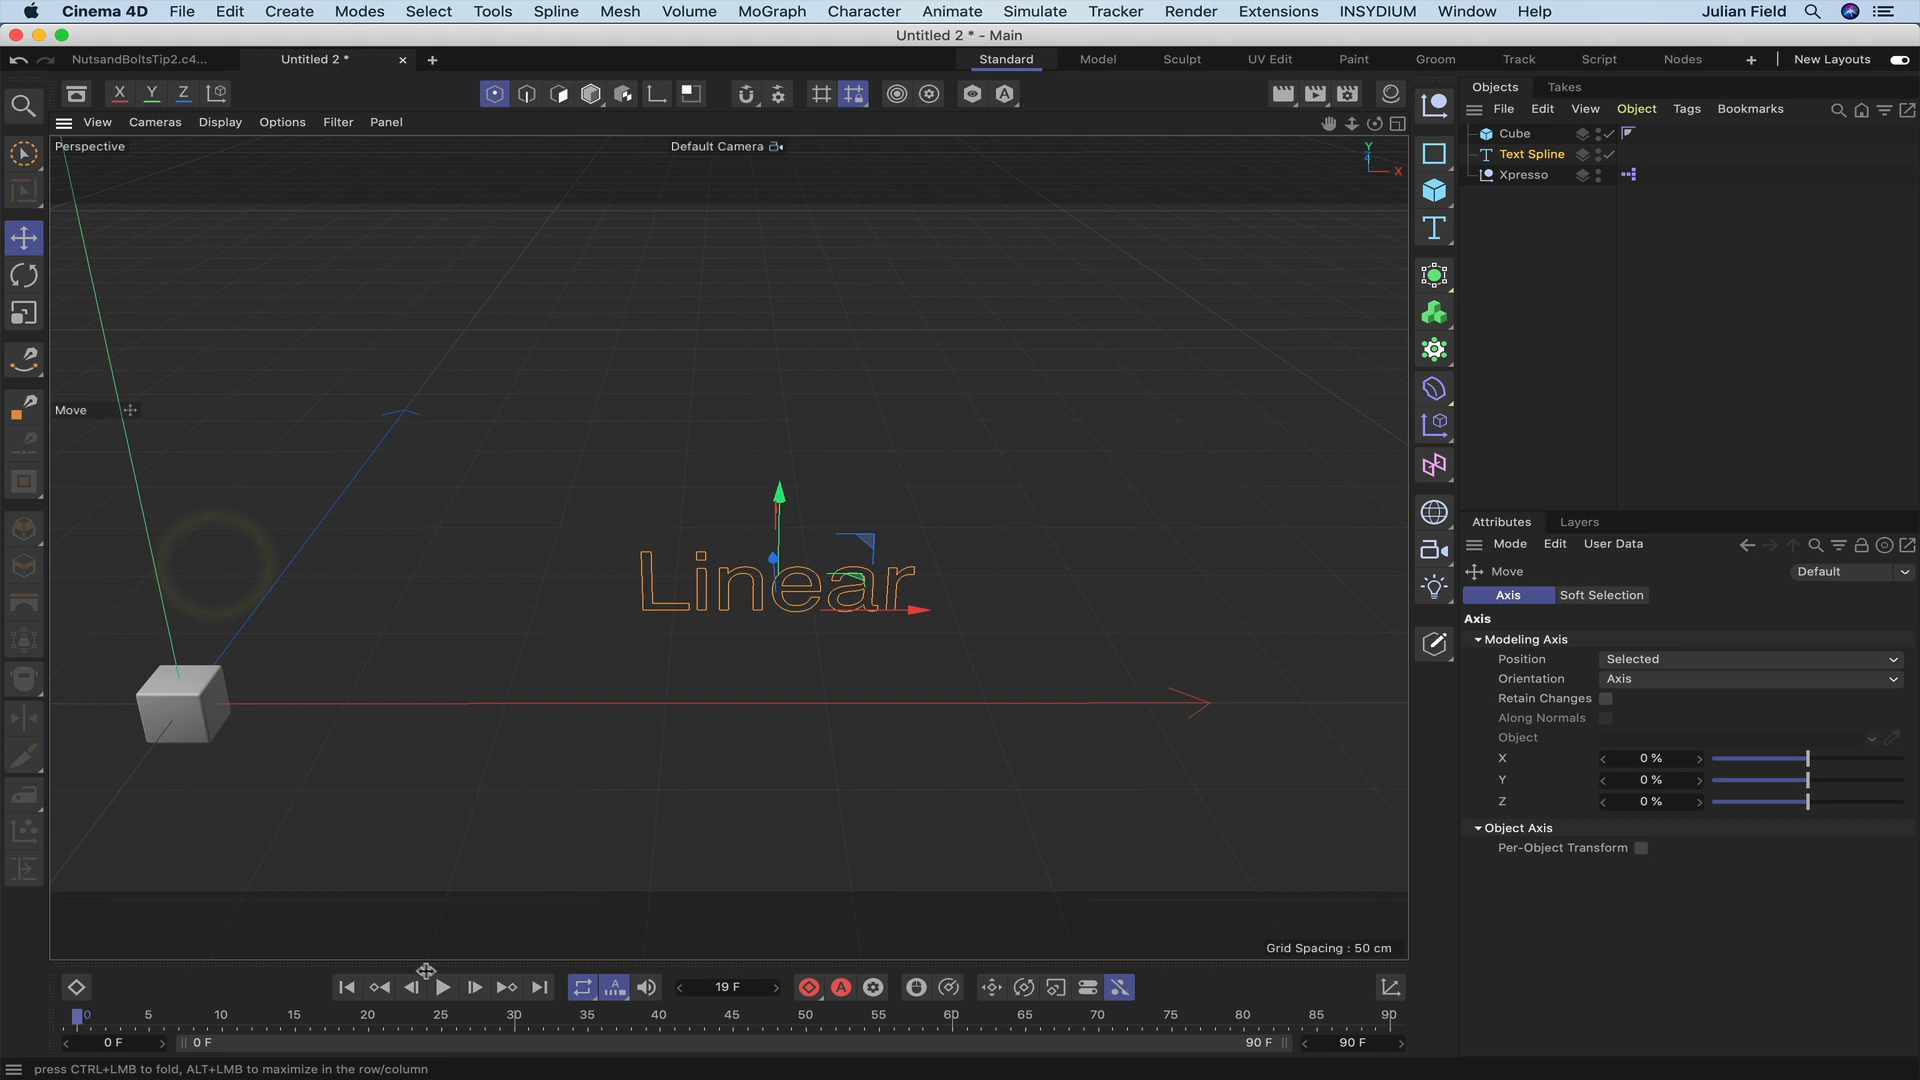 Cinema 4D File Edit Create Modes Select Tools Spline Mesh Volume MoGraph Character Animate Simulate Tracker Render Extensions INSYDIUM Window Help Julian Field
Untitled 2 * - Main
NutsandBoltsTip2.c4... Untitled 2 * Standard Model Sculpt UV Edit Paint Groom Track Script Nodes New Layouts
X Y Z
View Cameras Display Options Filter Panel
Perspective Default Camera
Y
Z
X
Move
Linear
Grid Spacing : 50 cm
Objects Takes
File Edit View Object Tags Bookmarks
Cube
Text Spline
Xpresso
Attributes Layers
Mode Edit User Data
Move Default
Axis Soft Selection
Axis
Modeling Axis
Position Selected
Orientation Axis
Retain Changes
Along Normals
Object
X 0 %
Y 0 %
Z 0 %
Object Axis
Per-Object Transform
19 F
0 5 10 15 20 25 30 35 40 45 50 55 60 65 70 75 80 85 90
0 F 0 F 90 F 90 F
press CTRL+LMB to fold, ALT+LMB to maximize in the row/column